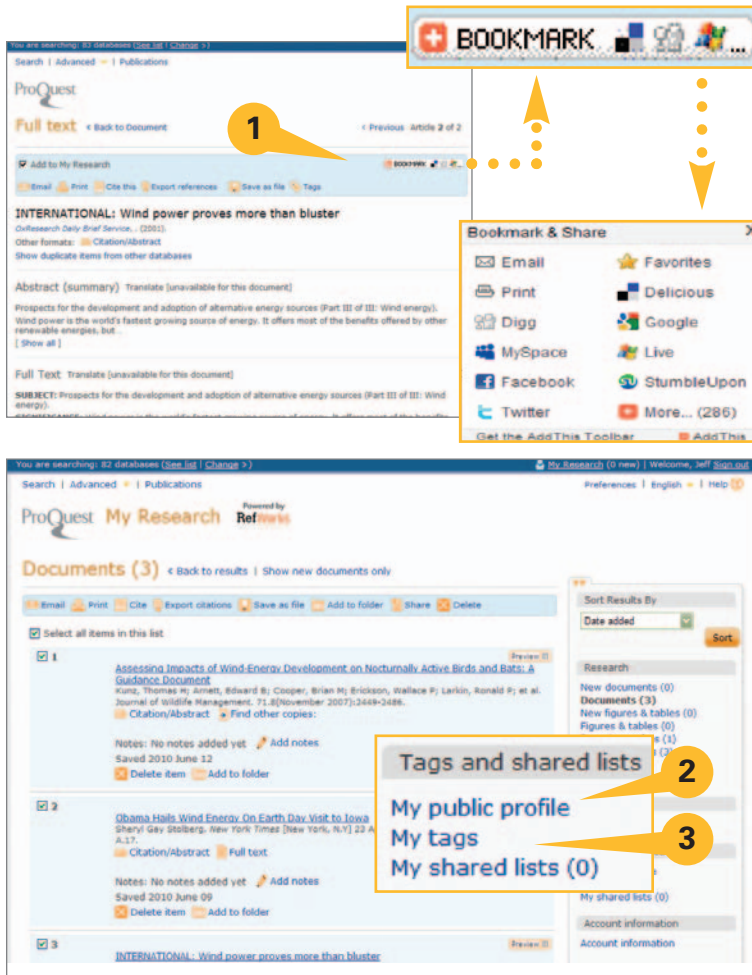 BOOKMARK ...
You are searching: 83 databases (See list | Change >)
Search | Advanced | Publications
ProQuest
Full text < Back to Document
< Previous Article 2 of 2
1
Add to My Research
BOOKMARK
Email Print Cite this Export references Save as file Tags
INTERNATIONAL: Wind power proves more than bluster
OxResearch Daily Brief Service, . (2001).
Other formats: Citation/Abstract
Show duplicate items from other databases
Abstract (summary) Translate [unavailable for this document]
Prospects for the development and adoption of alternative energy sources (Part III of III: Wind energy).
Wind power is the world's fastest growing source of energy. It offers most of the benefits offered by other
renewable energies, but...
[ Show all ]
Full Text Translate [unavailable for this document]
SUBJECT: Prospects for the development and adoption of alternative energy sources (Part III of III: Wind
energy).
Bookmark & Share X
Email Favorites
Print Delicious
Digg Google
MySpace Live
Facebook StumbleUpon
Twitter More... (286)
Get the AddThis Toolbar AddThis
You are searching: 82 databases (See list | Change >)
My Research (0 new) | Welcome, Jeff Sign out
Search | Advanced | Publications
Preferences | English | Help
ProQuest My Research Powered by
RefWorks
Documents (3) < Back to results | Show new documents only
Email Print Cite Export citations Save as file Add to folder Share Delete
Select all items in this list
1 Preview
Assessing Impacts of Wind-Energy Development on Nocturnally Active Birds and Bats: A
Guidance Document
Kunz, Thomas H; Arnett, Edward B; Cooper, Brian M; Erickson, Wallace P; Larkin, Ronald P; et al.
Journal of Wildlife Management. 71.8(November 2007):2449-2486.
Citation/Abstract Find other copies:
Notes: No notes added yet Add notes
Saved 2010 June 12
Delete item Add to folder
2
Obama Hails Wind Energy On Earth Day Visit to Iowa
Sheryl Gay Stolberg. New York Times [New York, N.Y] 23 A
A.17.
Citation/Abstract Full text
Notes: No notes added yet Add notes
Saved 2010 June 09
Delete item Add to folder
3 Preview
INTERNATIONAL: Wind power proves more than bluster
Sort Results By
Date added
Sort
Research
New documents (0)
Documents (3)
New figures & tables (0)
Figures & tables (0)
s (1)
s (3)
Tags and shared lists
My public profile
2
My tags
3
My shared lists (0)
My shared lists (0)
Account information
Account information